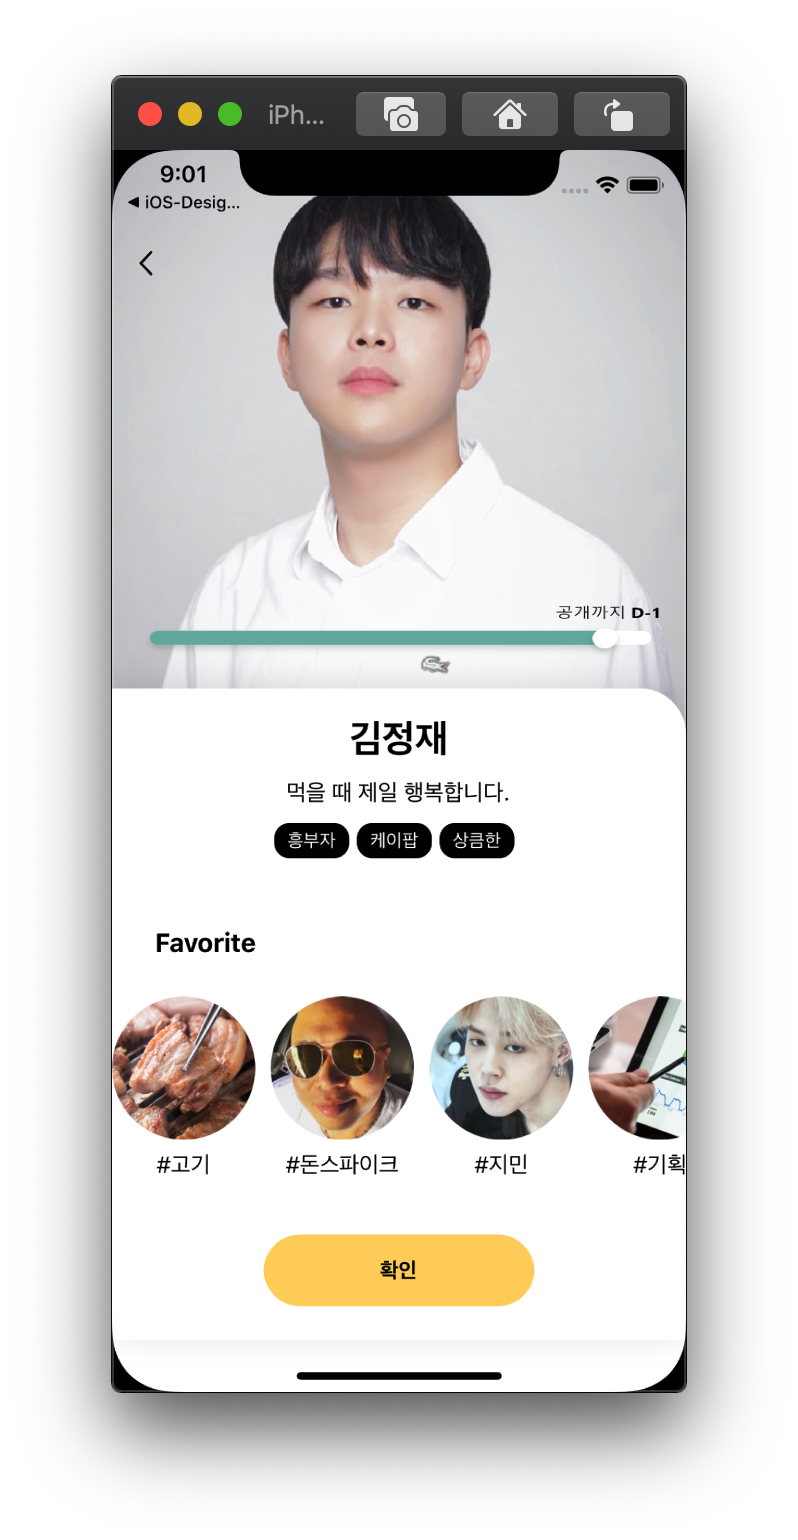 iPh...
9:01
◀ iOS-Desig...
공개까지 D-1
김정재
먹을 때 제일 행복합니다.
흥부자 케이팝 상큼한
Favorite
#고기 #돈스파이크 #지민 #기획
확인